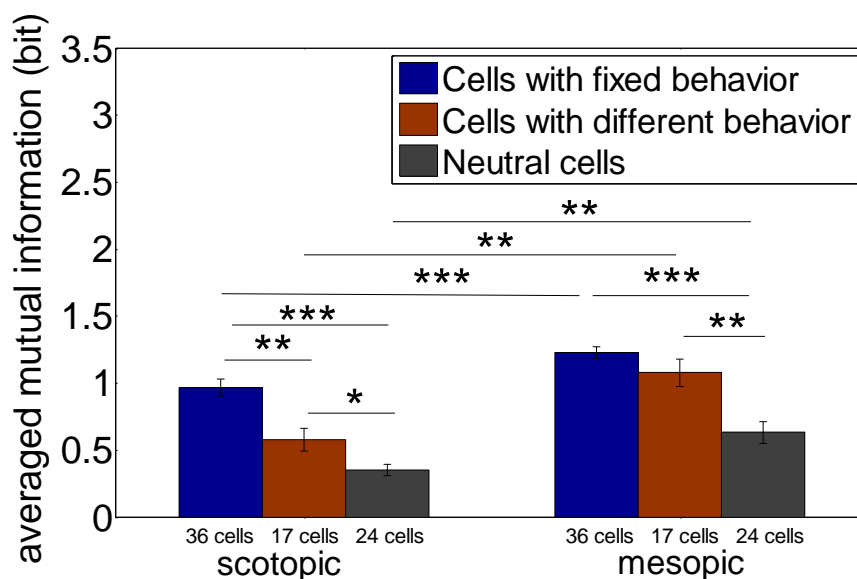 averaged mutual information (bit)
3.5
3
2.5
2
1.5
1
0.5
0
Cells with fixed behavior
Cells with different behavior
Neutral cells
**
**
***
***
***
**
**
*
36 cells 17 cells 24 cells 36 cells 17 cells 24 cells
scotopic mesopic